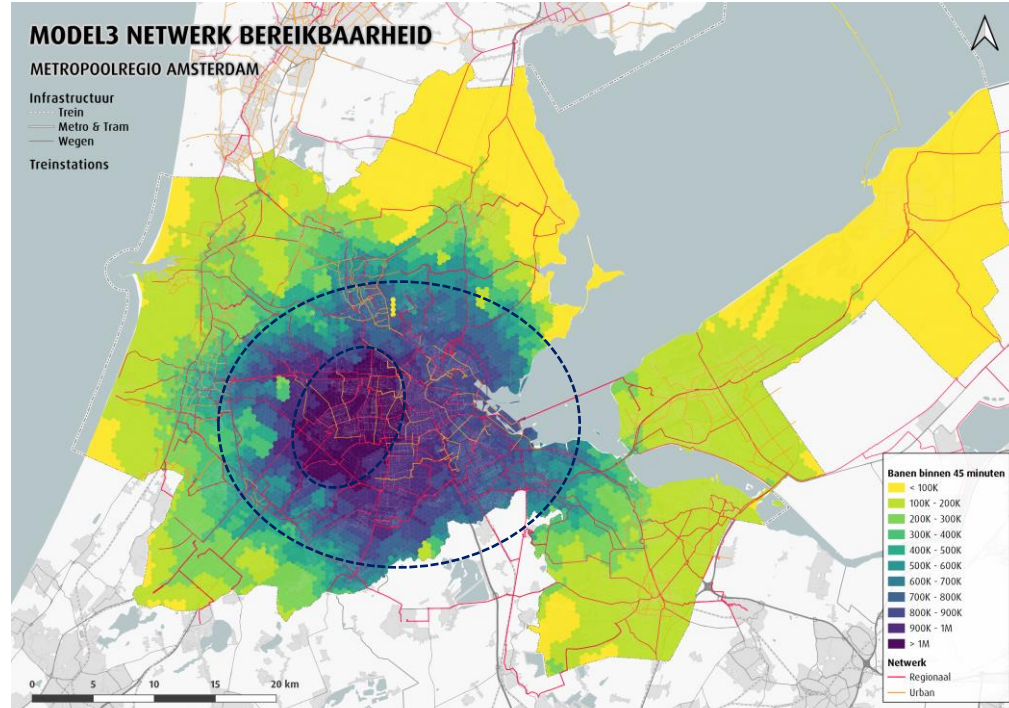 MODEL3 NETWERK BEREIKBAARHEID
METROPOOLREGIO AMSTERDAM
Infrastructuur
Trein
Metro & Tram
Wegen
Treinstations
Banen binnen 45 minuten
< 100K
100K - 200K
200K - 300K
300K - 400K
400K - 500K
500K - 600K
600K - 700K
700K - 800K
800K - 900K
900K - 1M
> 1M
Netwerk
Regionaal
Urban
0 5 10 15 20 km